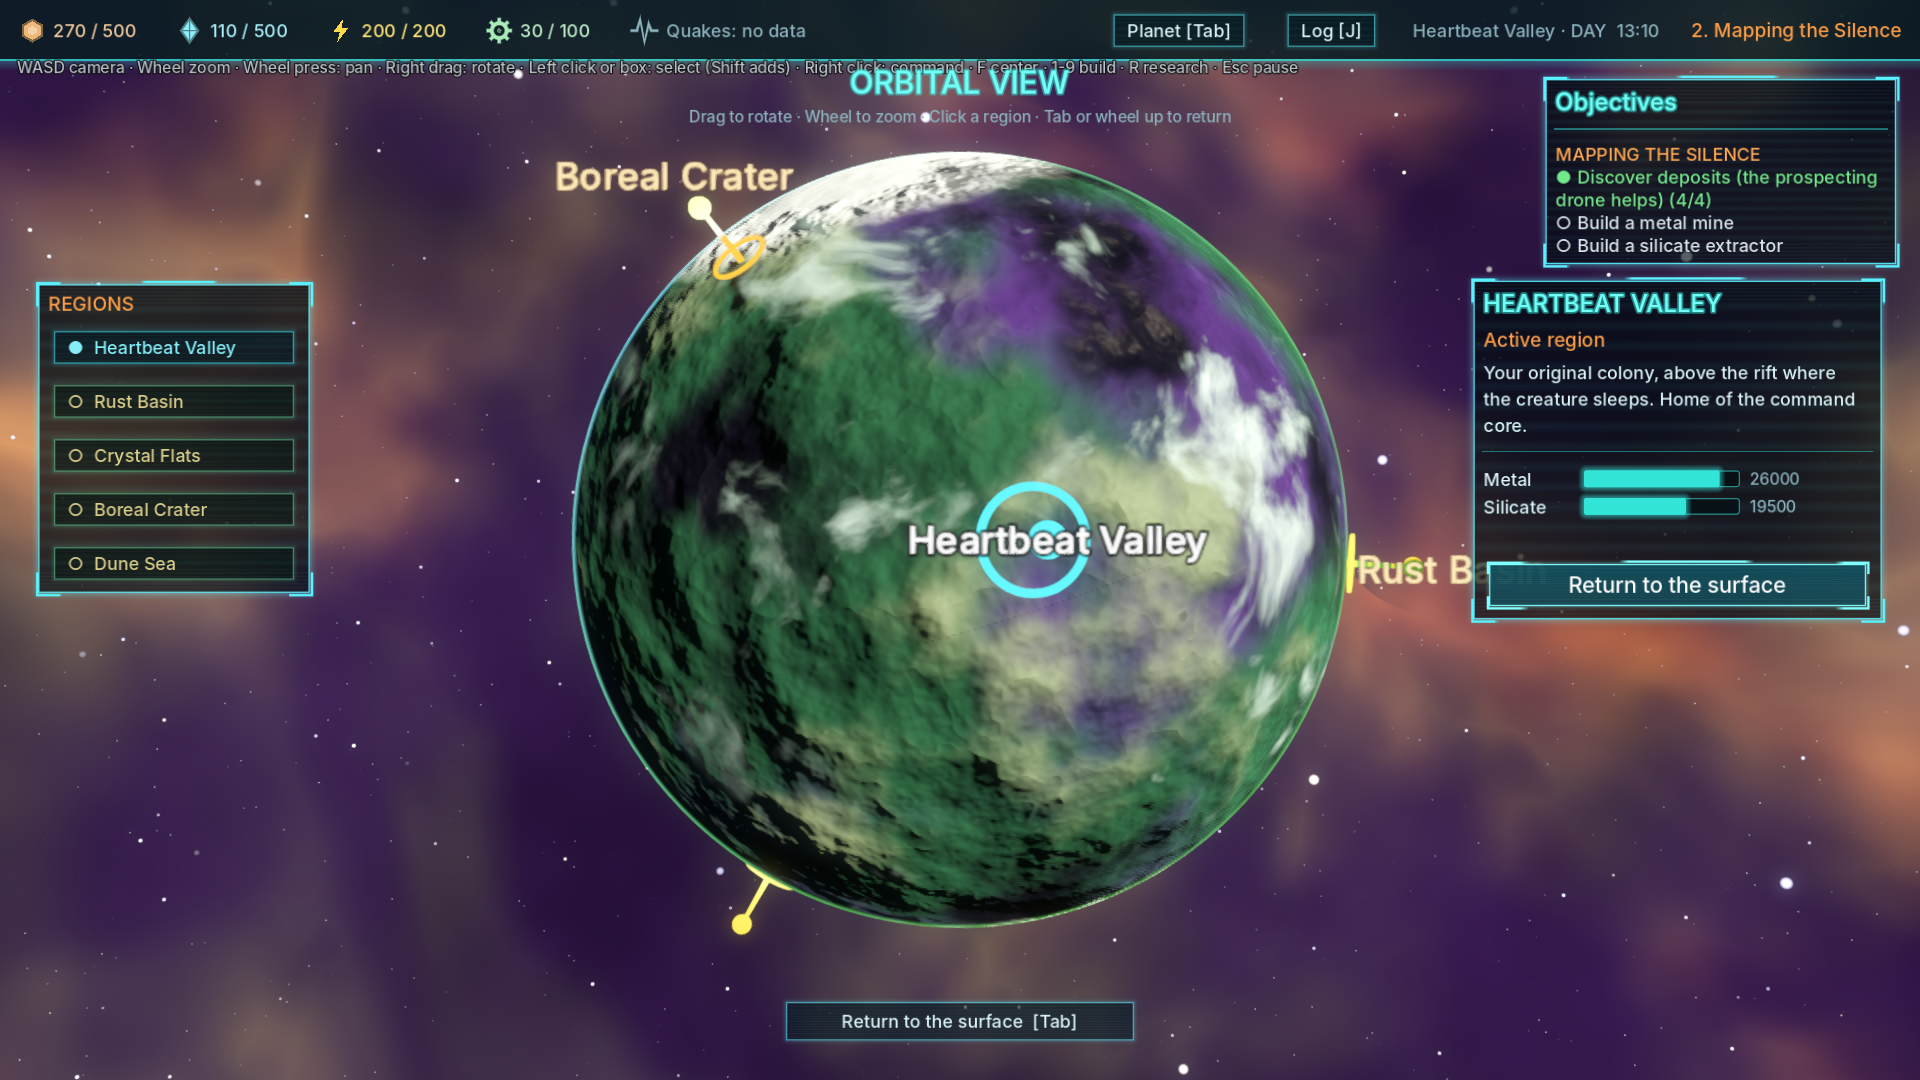 270 / 500
110 / 500
200 / 200
30 / 100
Quakes: no data
Planet [Tab]
Log [J]
Heartbeat Valley · DAY 13:10
2. Mapping the Silence
WASD camera · Wheel zoom · Wheel press: pan · Right drag: rotate · Left click or box: select (Shift adds) · Right click: command · F center · 1-9 build · R research · Esc pause
ORBITAL VIEW
Drag to rotate · Wheel to zoom · Click a region · Tab or wheel up to return
Objectives
MAPPING THE SILENCE
Discover deposits (the prospecting
drone helps) (4/4)
Build a metal mine
Build a silicate extractor
Boreal Crater
REGIONS
Heartbeat Valley
Rust Basin
Crystal Flats
Boreal Crater
Dune Sea
HEARTBEAT VALLEY
Active region
Your original colony, above the rift where
the creature sleeps. Home of the command
core.
Metal 26000
Silicate 19500
Return to the surface
Heartbeat Valley
Rust Basin
Return to the surface [Tab]